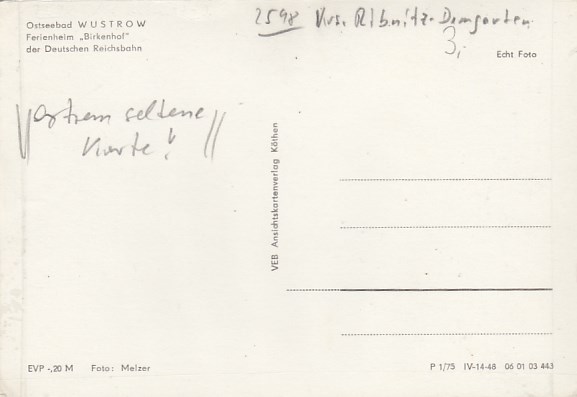 Ostseebad WUSTROW
Ferienheim „Birkenhof"
der Deutschen Reichsbahn
2598 Krs. Ribnitz-Damgarten
3,
Echt Foto
extrem seltene
Karte!
VEB Ansichtskartenverlag Köthen
EVP -,20 M Foto: Melzer
P 1/75 IV-14-48 06 01 03 443